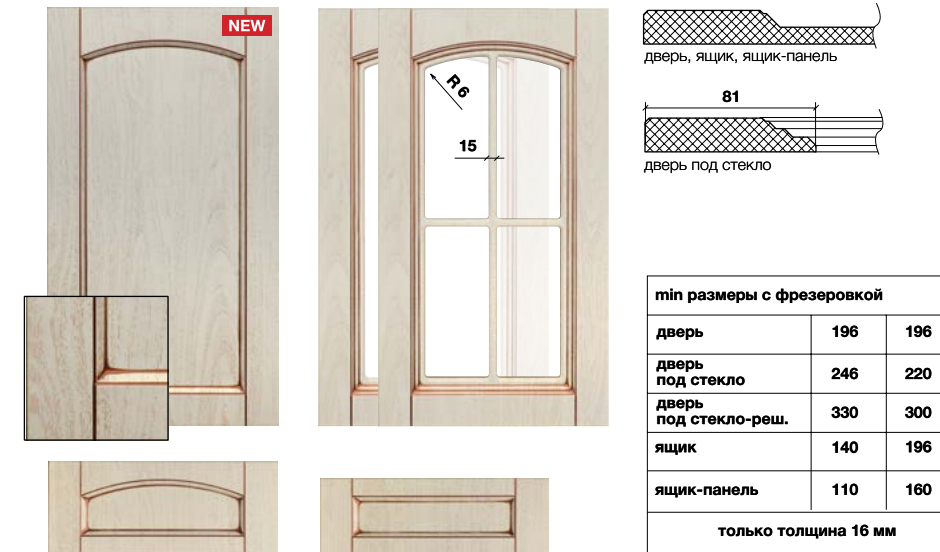 NEW
R6
15
дверь, ящик, ящик-панель
81
дверь под стекло
min размеры с фрезеровкой
дверь 196 196
дверь
под стекло 246 220
дверь
под стекло-реш. 330 300
ящик 140 196
ящик-панель 110 160
только толщина 16 мм